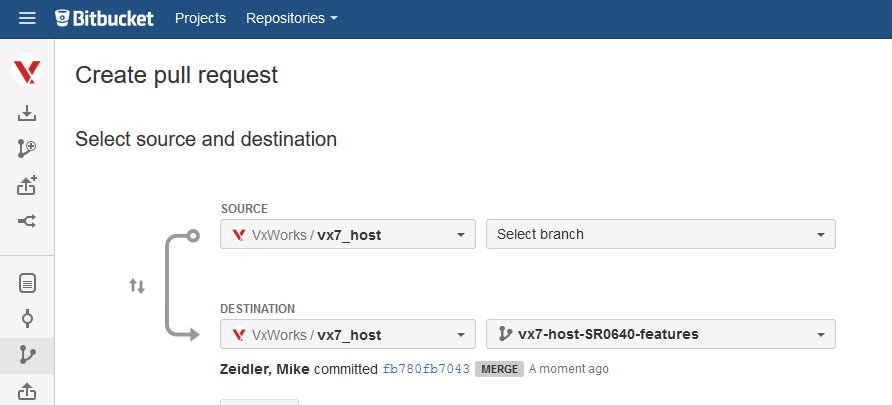 Bitbucket Projects Repositories
Create pull request
Select source and destination
SOURCE
VxWorks / vx7_host Select branch
DESTINATION
VxWorks / vx7_host vx7-host-SR0640-features
Zeidler, Mike committed fb780fb7043 MERGE A moment ago